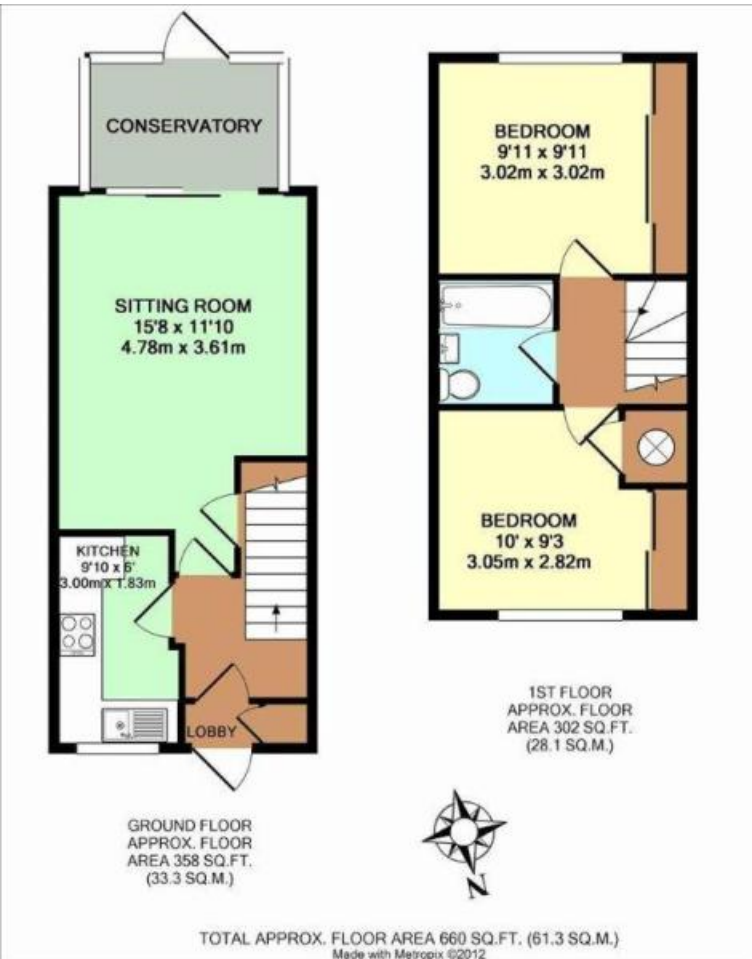 CONSERVATORY
SITTING ROOM
15'8 x 11'10
4.78m x 3.61m
KITCHEN
9'10 x 6'
3.00m x 1.83m
LOBBY
GROUND FLOOR
APPROX. FLOOR
AREA 358 SQ.FT.
(33.3 SQ.M.)
BEDROOM
9'11 x 9'11
3.02m x 3.02m
BEDROOM
10' x 9'3
3.05m x 2.82m
1ST FLOOR
APPROX. FLOOR
AREA 302 SQ.FT.
(28.1 SQ.M.)
N
TOTAL APPROX. FLOOR AREA 660 SQ.FT. (61.3 SQ.M.)
Made with Metropix ©2012